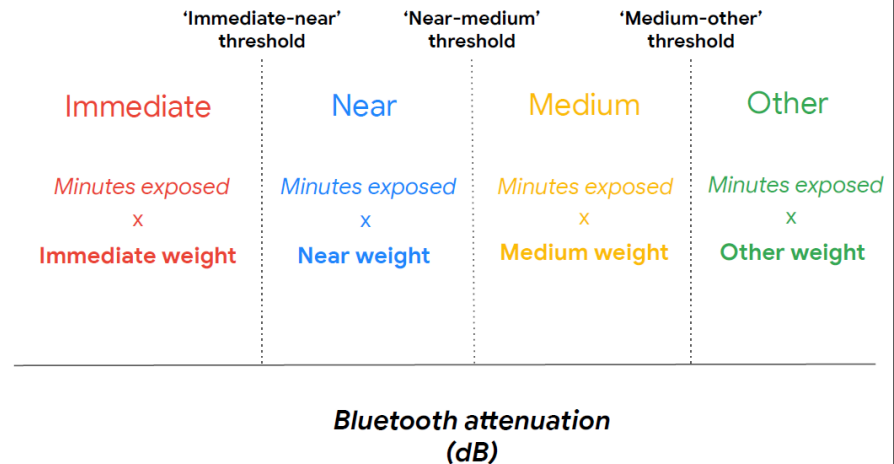 ‘Immediate-near’ threshold
‘Near-medium’ threshold
‘Medium-other’ threshold
Immediate
Near
Medium
Other
Minutes exposed
x
Immediate weight
Minutes exposed
x
Near weight
Minutes exposed
x
Medium weight
Minutes exposed
x
Other weight
Bluetooth attenuation
(dB)